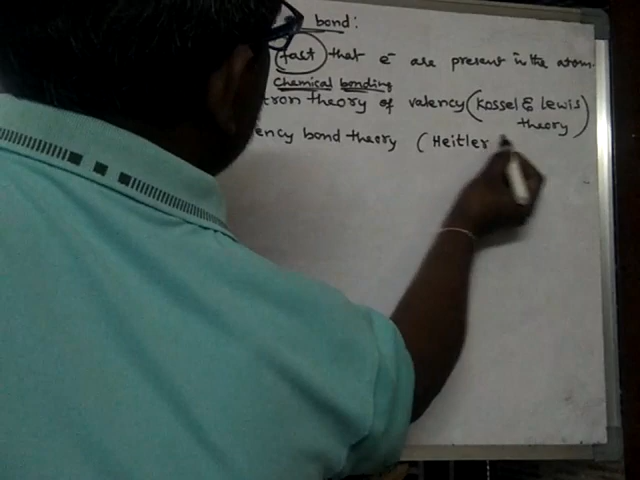 bond:
fast that e⁻ are present in the atom.
Chemical bonding
tron theory of valency (Kossel & Lewis
theory)
ency bond theory (Heitler